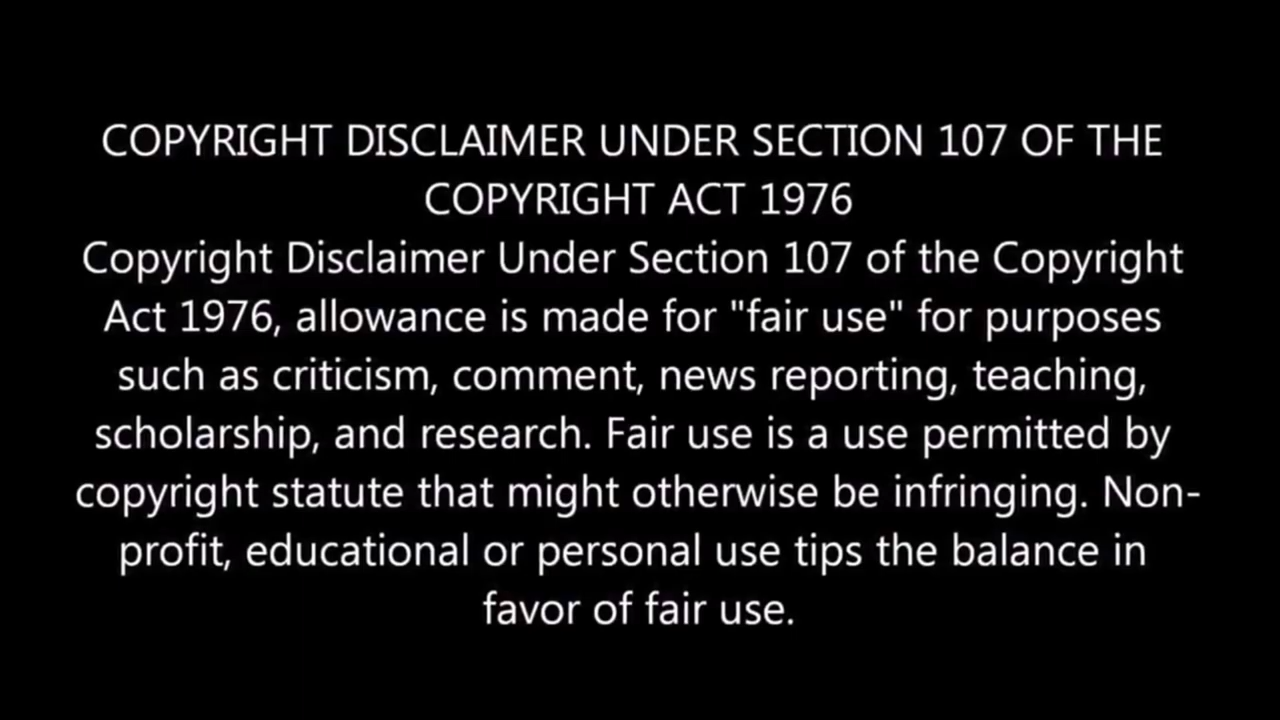 COPYRIGHT DISCLAIMER UNDER SECTION 107 OF THE
COPYRIGHT ACT 1976
Copyright Disclaimer Under Section 107 of the Copyright
Act 1976, allowance is made for "fair use" for purposes
such as criticism, comment, news reporting, teaching,
scholarship, and research. Fair use is a use permitted by
copyright statute that might otherwise be infringing. Non-
profit, educational or personal use tips the balance in
favor of fair use.